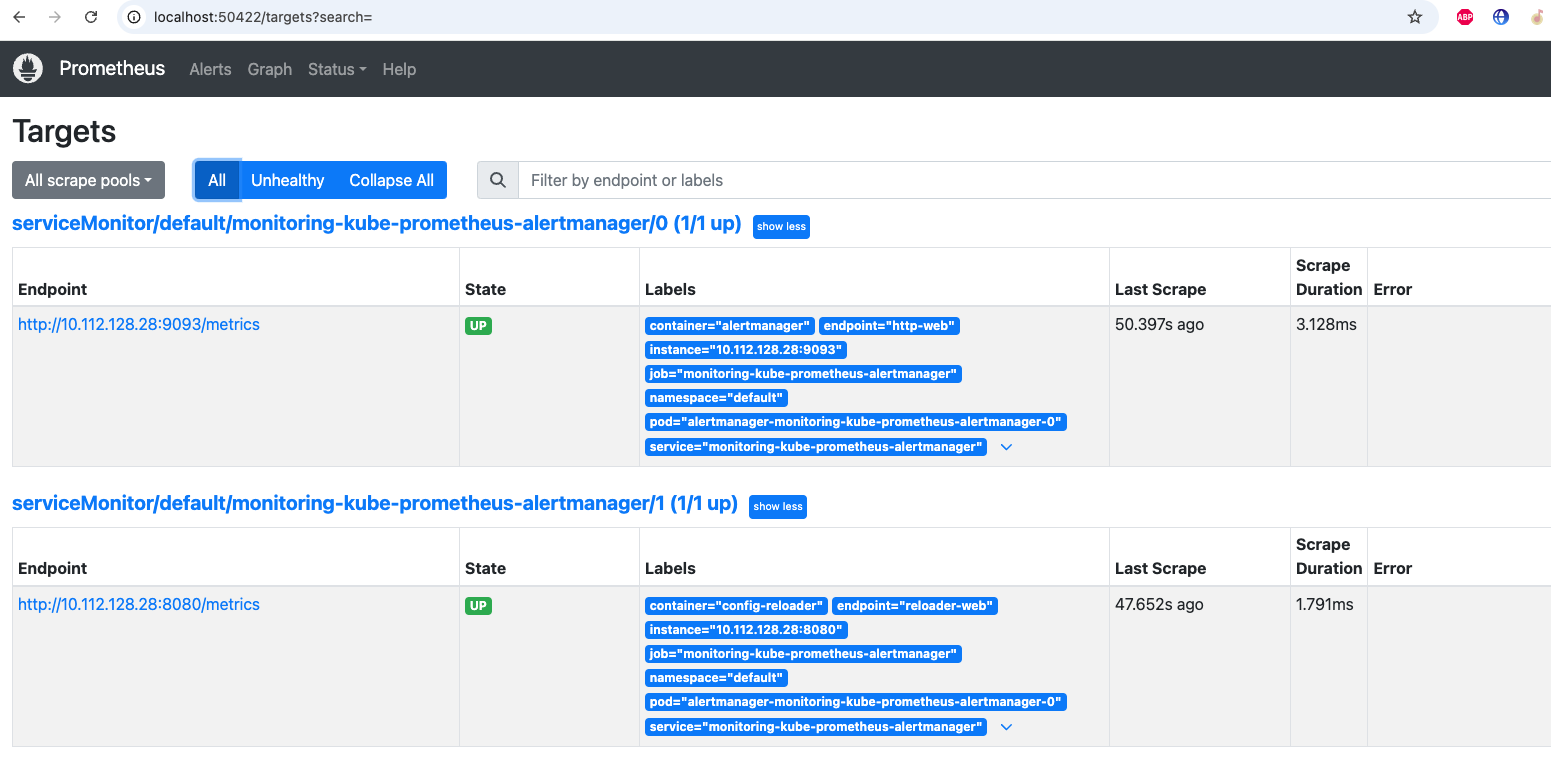 localhost:50422/targets?search=
ABP
Prometheus Alerts Graph Status Help
Targets
All scrape pools All Unhealthy Collapse All Filter by endpoint or labels
serviceMonitor/default/monitoring-kube-prometheus-alertmanager/0 (1/1 up) show less
Endpoint State Labels Last Scrape Scrape Duration Error
http://10.112.128.28:9093/metrics UP container="alertmanager" endpoint="http-web" 50.397s ago 3.128ms
instance="10.112.128.28:9093"
job="monitoring-kube-prometheus-alertmanager"
namespace="default"
pod="alertmanager-monitoring-kube-prometheus-alertmanager-0"
service="monitoring-kube-prometheus-alertmanager"
serviceMonitor/default/monitoring-kube-prometheus-alertmanager/1 (1/1 up) show less
Endpoint State Labels Last Scrape Scrape Duration Error
http://10.112.128.28:8080/metrics UP container="config-reloader" endpoint="reloader-web" 47.652s ago 1.791ms
instance="10.112.128.28:8080"
job="monitoring-kube-prometheus-alertmanager"
namespace="default"
pod="alertmanager-monitoring-kube-prometheus-alertmanager-0"
service="monitoring-kube-prometheus-alertmanager"